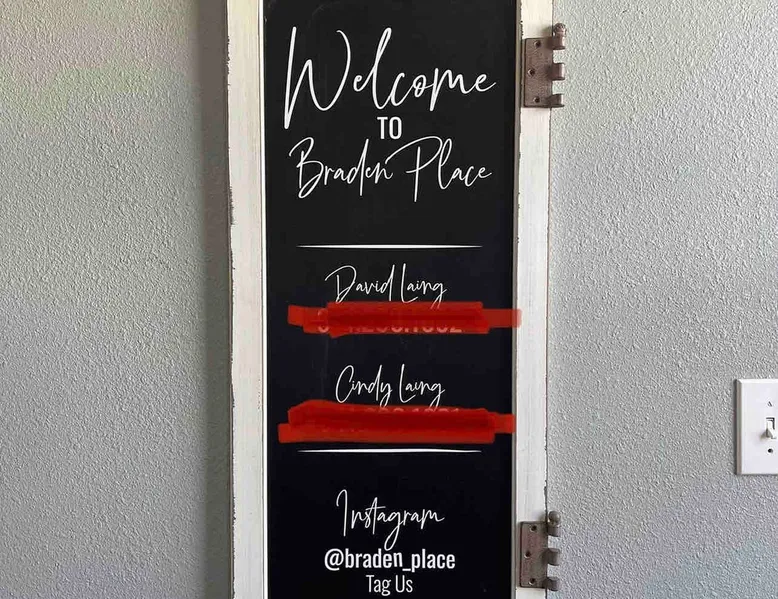 Welcome
TO
Braden Place
David Laing
Cindy Laing
Instagram
@braden_place
Tag Us